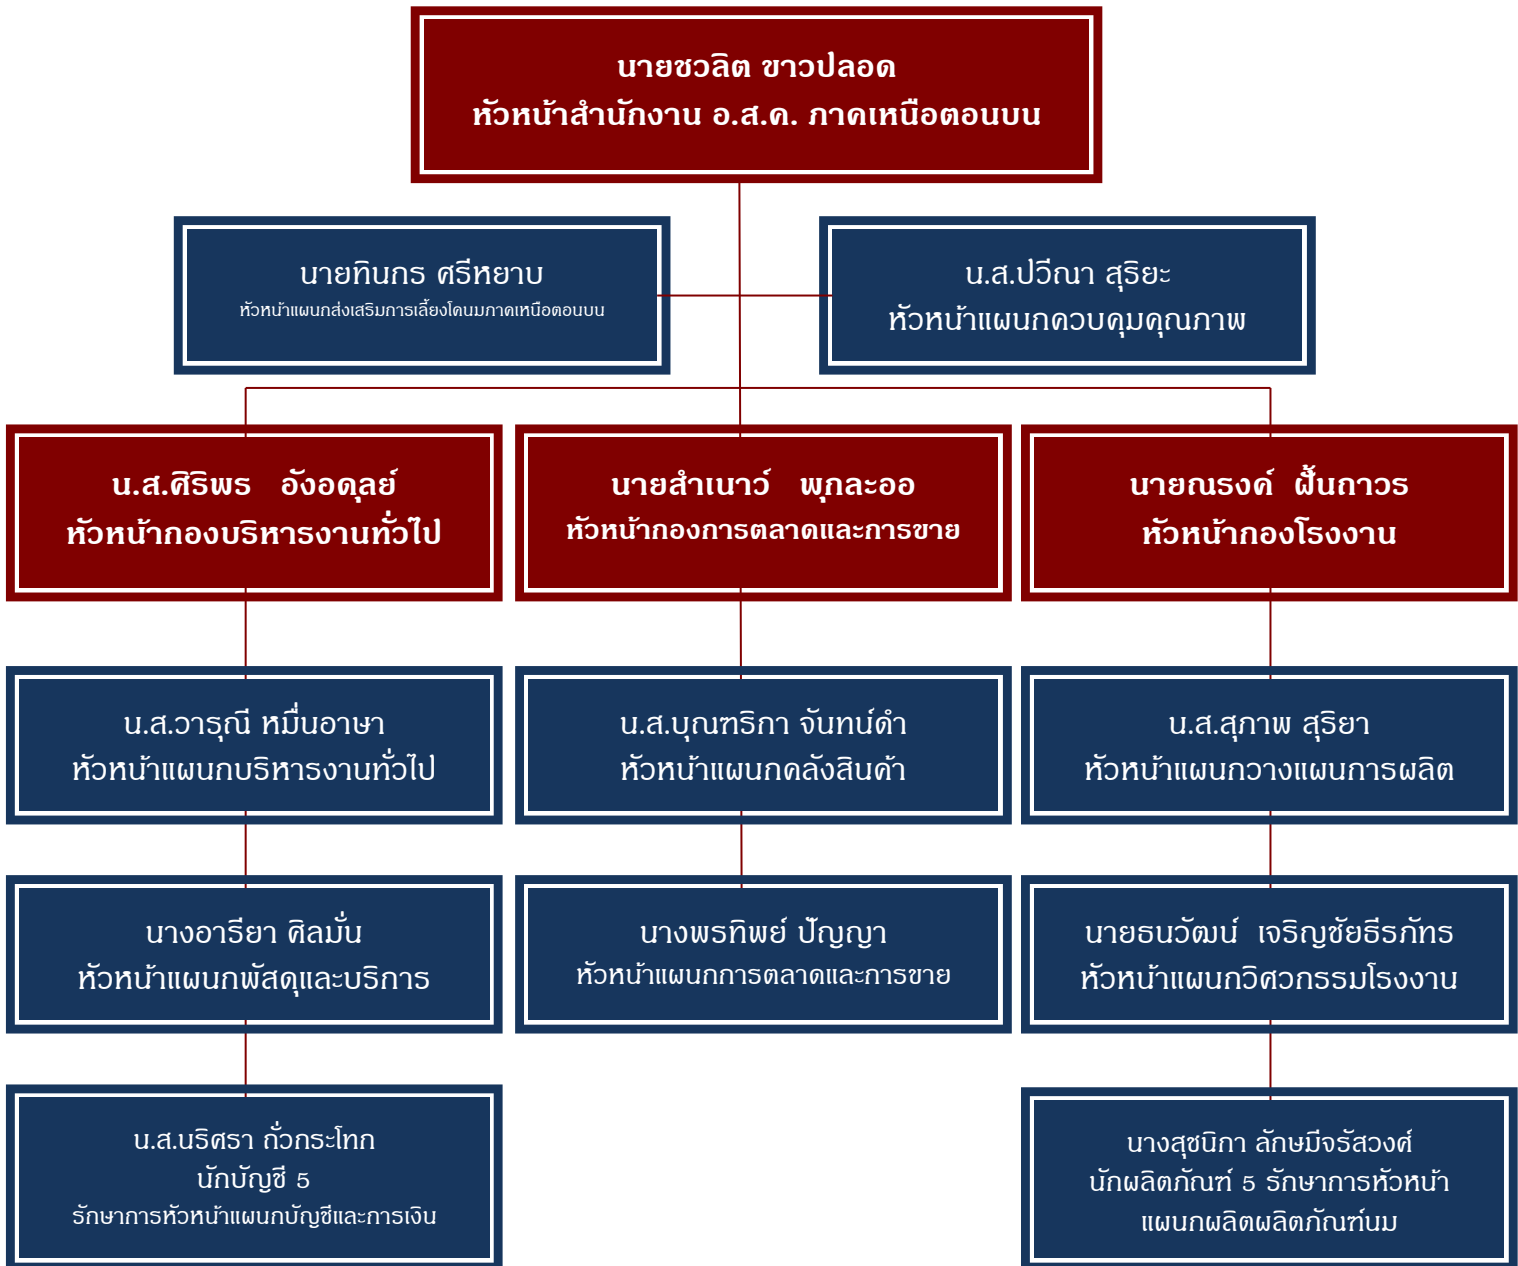 นายชวลิต ขาวปลอด
หัวหน้าสำนักงาน อ.ส.ค. ภาคเหนือตอนบน
นายทินกร ศรีหยาบ
หัวหน้าแผนกส่งเสริมการเลี้ยงโคนมภาคเหนือตอนบน
น.ส.ปวีณา สุริยะ
หัวหน้าแผนกควบคุมคุณภาพ
น.ส.ศิริพร อังอดุลย์
หัวหน้ากองบริหารงานทั่วไป
นายสำเนาว์ พุกละออ
หัวหน้ากองการตลาดและการขาย
นายณรงค์ ฝั้นถาวร
หัวหน้ากองโรงงาน
น.ส.วารุณี หมื่นอาษา
หัวหน้าแผนกบริหารงานทั่วไป
น.ส.บุณฑริกา จันทน์ดำ
หัวหน้าแผนกคลังสินค้า
น.ส.สุภาพ สุริยา
หัวหน้าแผนกวางแผนการผลิต
นางอารียา ศิลมั่น
หัวหน้าแผนกพัสดุและบริการ
นางพรทิพย์ ปัญญา
หัวหน้าแผนกการตลาดและการขาย
นายธนวัฒน์ เจริญชัยธีรภัทร
หัวหน้าแผนกวิศวกรรมโรงงาน
น.ส.นริศรา ถั่วกระโทก
นักบัญชี 5
รักษาการหัวหน้าแผนกบัญชีและการเงิน
นางสุชนิกา ลักษมีจรัสวงศ์
นักผลิตภัณฑ์ 5 รักษาการหัวหน้า
แผนกผลิตผลิตภัณฑ์นม